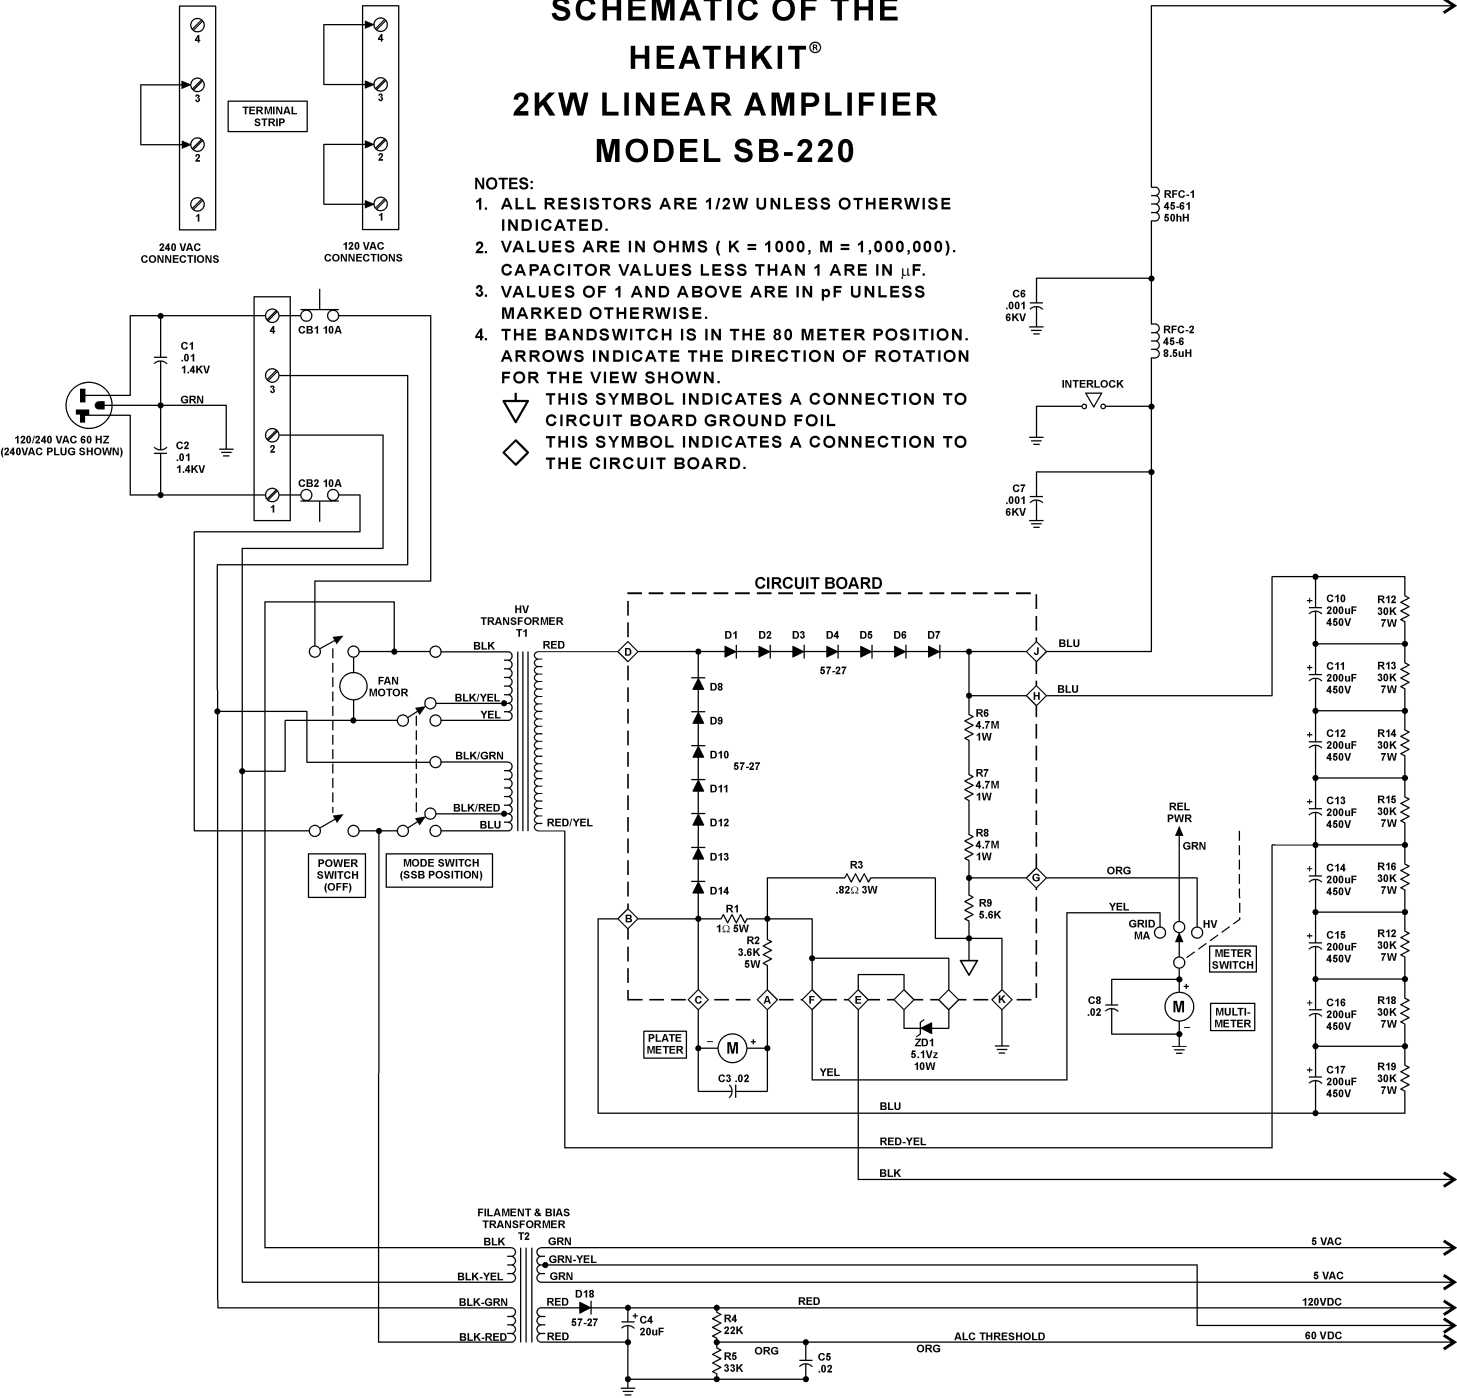 SCHEMATIC OF THE
HEATHKIT®
2KW LINEAR AMPLIFIER
MODEL SB-220
4
3
2
1
240 VAC
CONNECTIONS
TERMINAL
STRIP
4
3
2
1
120 VAC
CONNECTIONS
NOTES:
1. ALL RESISTORS ARE 1/2W UNLESS OTHERWISE
INDICATED.
2. VALUES ARE IN OHMS ( K = 1000, M = 1,000,000).
CAPACITOR VALUES LESS THAN 1 ARE IN µF.
3. VALUES OF 1 AND ABOVE ARE IN pF UNLESS
MARKED OTHERWISE.
4. THE BANDSWITCH IS IN THE 80 METER POSITION.
ARROWS INDICATE THE DIRECTION OF ROTATION
FOR THE VIEW SHOWN.
THIS SYMBOL INDICATES A CONNECTION TO
CIRCUIT BOARD GROUND FOIL
THIS SYMBOL INDICATES A CONNECTION TO
THE CIRCUIT BOARD.
RFC-1
45-61
50hH
C6
.001
6KV
RFC-2
45-6
8.5uH
INTERLOCK
C7
.001
6KV
C1
.01
1.4KV
GRN
C2
.01
1.4KV
120/240 VAC 60 HZ
(240VAC PLUG SHOWN)
4
3
2
1
CB1 10A
CB2 10A
HV
TRANSFORMER
T1
BLK
BLK/YEL
YEL
BLK/GRN
BLK/RED
BLU
RED
RED/YEL
FAN
MOTOR
POWER
SWITCH
(OFF)
MODE SWITCH
(SSB POSITION)
CIRCUIT BOARD
D
D1
D2
D3
D4
D5
D6
D7
57-27
J
BLU
H
BLU
D8
D9
D10
57-27
D11
D12
D13
D14
R6
4.7M
1W
R7
4.7M
1W
R8
4.7M
1W
R3
.82Ω 3W
R9
5.6K
G
ORG
B
R1
1Ω 5W
R2
3.6K
5W
C
A
F
E
K
PLATE
METER
−
M
+
C3 .02
ZD1
5.1Vz
10W
YEL
BLU
RED-YEL
BLK
REL
PWR
GRN
YEL
GRID
MA
HV
METER
SWITCH
C8
.02
+
M
−
MULTI-
METER
+
C10
200uF
450V
R12
30K
7W
+
C11
200uF
450V
R13
30K
7W
+
C12
200uF
450V
R14
30K
7W
+
C13
200uF
450V
R15
30K
7W
+
C14
200uF
450V
R16
30K
7W
+
C15
200uF
450V
R12
30K
7W
+
C16
200uF
450V
R18
30K
7W
+
C17
200uF
450V
R19
30K
7W
FILAMENT & BIAS
TRANSFORMER
T2
BLK
BLK-YEL
BLK-GRN
BLK-RED
GRN
GRN-YEL
GRN
5 VAC
5 VAC
RED
D18
57-27
RED
RED
120VDC
+
C4
20uF
R4
22K
ORG
R5
33K
C5
.02
ALC THRESHOLD
ORG
60 VDC